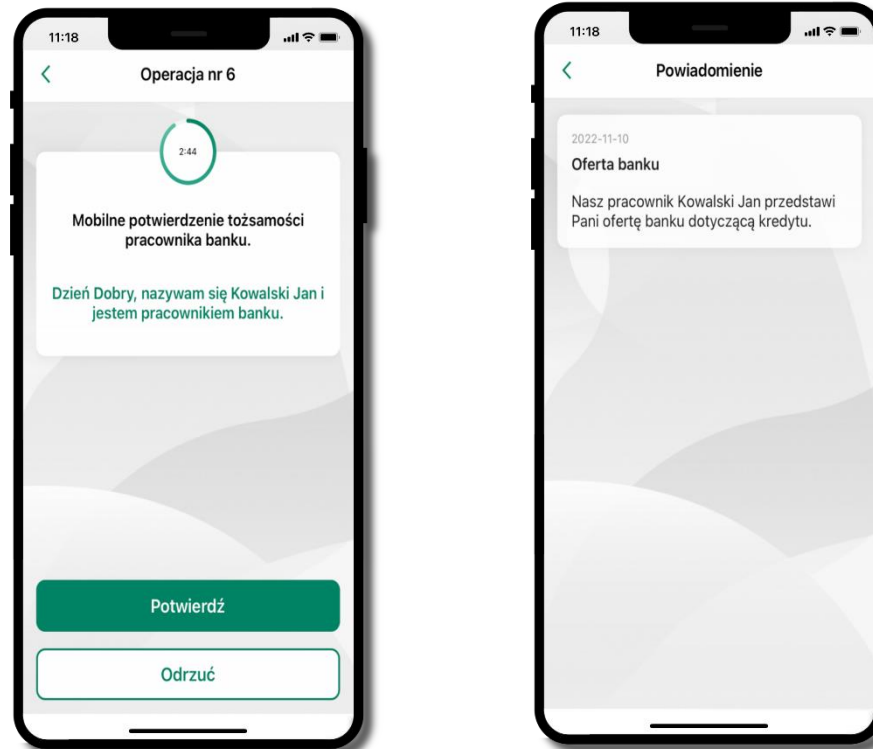 11:18
Operacja nr 6
2:44
Mobilne potwierdzenie tożsamości
pracownika banku.
Dzień Dobry, nazywam się Kowalski Jan i
jestem pracownikiem banku.
Potwierdź
Odrzuć
11:18
Powiadomienie
2022-11-10
Oferta banku
Nasz pracownik Kowalski Jan przedstawi
Pani ofertę banku dotyczącą kredytu.